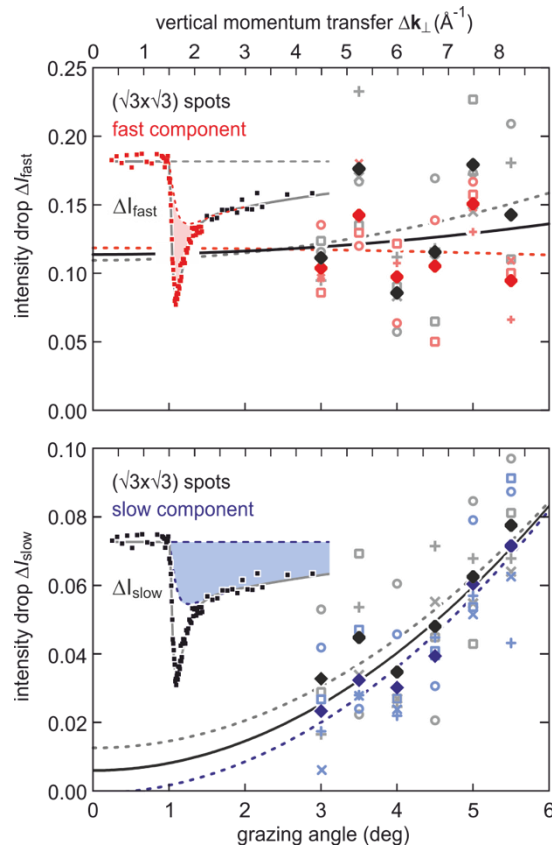 vertical momentum transfer Δk⊥(Å-1)
0 1 2 3 4 5 6 7 8
0.25
0.20
0.15
0.10
0.05
0.00
intensity drop ΔIfast
(√3x√3) spots
fast component
ΔIfast
0.10
0.08
0.06
0.04
0.02
0.00
intensity drop ΔIslow
(√3x√3) spots
slow component
ΔIslow
0 1 2 3 4 5 6
grazing angle (deg)